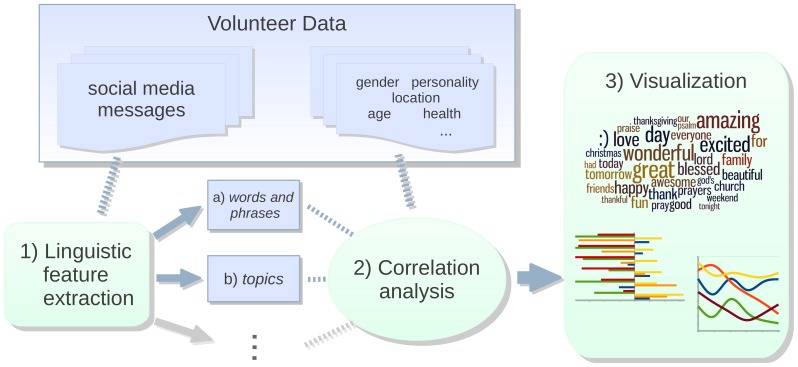 Volunteer Data
social media
messages
gender personality
location
age health
...
1) Linguistic
feature
extraction
a) words and
phrases
b) topics
⋮
2) Correlation
analysis
3) Visualization
thanksgiving our amazing
praise psalm
:) love day everyone excited for
christmas wonderful lord family
had today great blessed
tomorrow awesome god's beautiful
friends happy thank prayers church
thankful fun pray good weekend
tonight